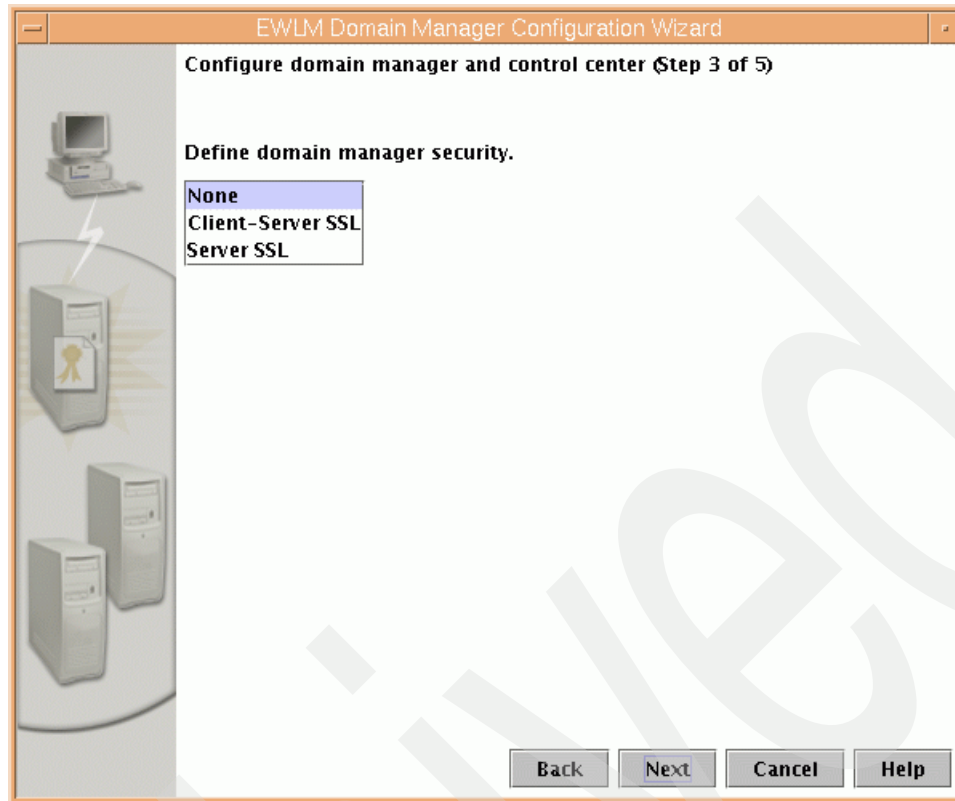 EWLM Domain Manager Configuration Wizard
Configure domain manager and control center (Step 3 of 5)
Define domain manager security.
None
Client-Server SSL
Server SSL
Back Next Cancel Help